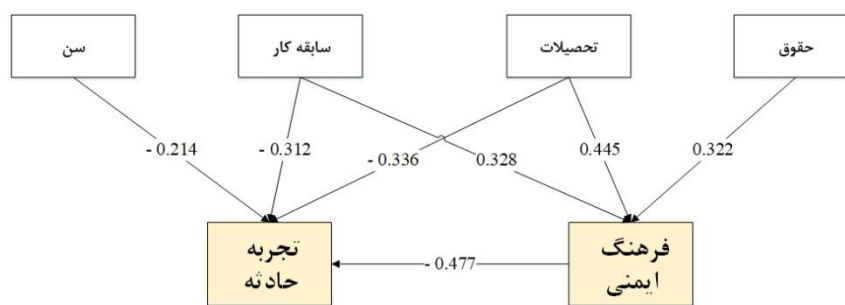 حقوق
تحصیلات
سابقه کار
سن
- 0.214
- 0.312
- 0.336
0.328
0.445
0.322
فرهنگ
ایمنی
- 0.477
تجربه
حادثه